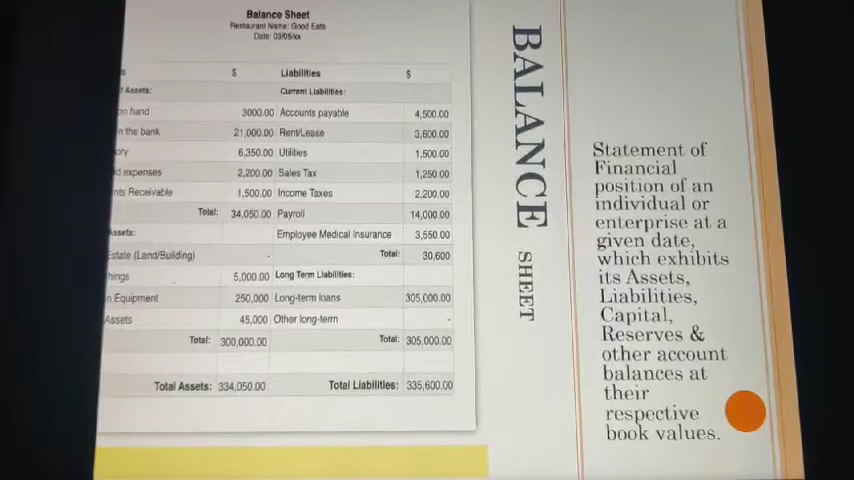 Balance Sheet
Restaurant Name: Good Eats
Date: 03/05/xx
$ Liabilities $
Assets: Current Liabilities:
on hand 3000.00 Accounts payable 4,500.00
n the bank 21,000.00 Rent/Lease 3,600.00
ory 6,350.00 Utilities 1,500.00
d expenses 2,200.00 Sales Tax 1,250.00
nts Receivable 1,500.00 Income Taxes 2,200.00
Total: 34,050.00 Payroll 14,000.00
Assets: Employee Medical Insurance 3,550.00
Estate (Land/Building) - Total: 30,600
hings 5,000.00 Long Term Liabilities:
n Equipment 250,000 Long-term loans 305,000.00
Assets 45,000 Other long-term -
Total: 300,000.00 Total: 305,000.00
Total Assets: 334,050.00 Total Liabilities: 335,600.00
BALANCE SHEET
Statement of
Financial
position of an
individual or
enterprise at a
given date,
which exhibits
its Assets,
Liabilities,
Capital,
Reserves &
other account
balances at
their
respective
book values.